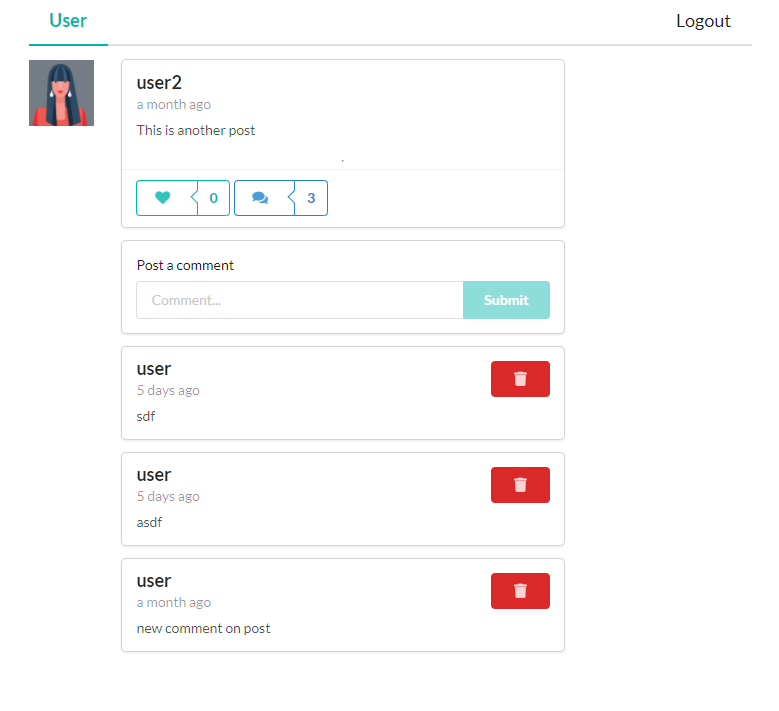 User
Logout
user2
a month ago
This is another post
0
3
Post a comment
Comment...
Submit
user
5 days ago
sdf
user
5 days ago
asdf
user
a month ago
new comment on post